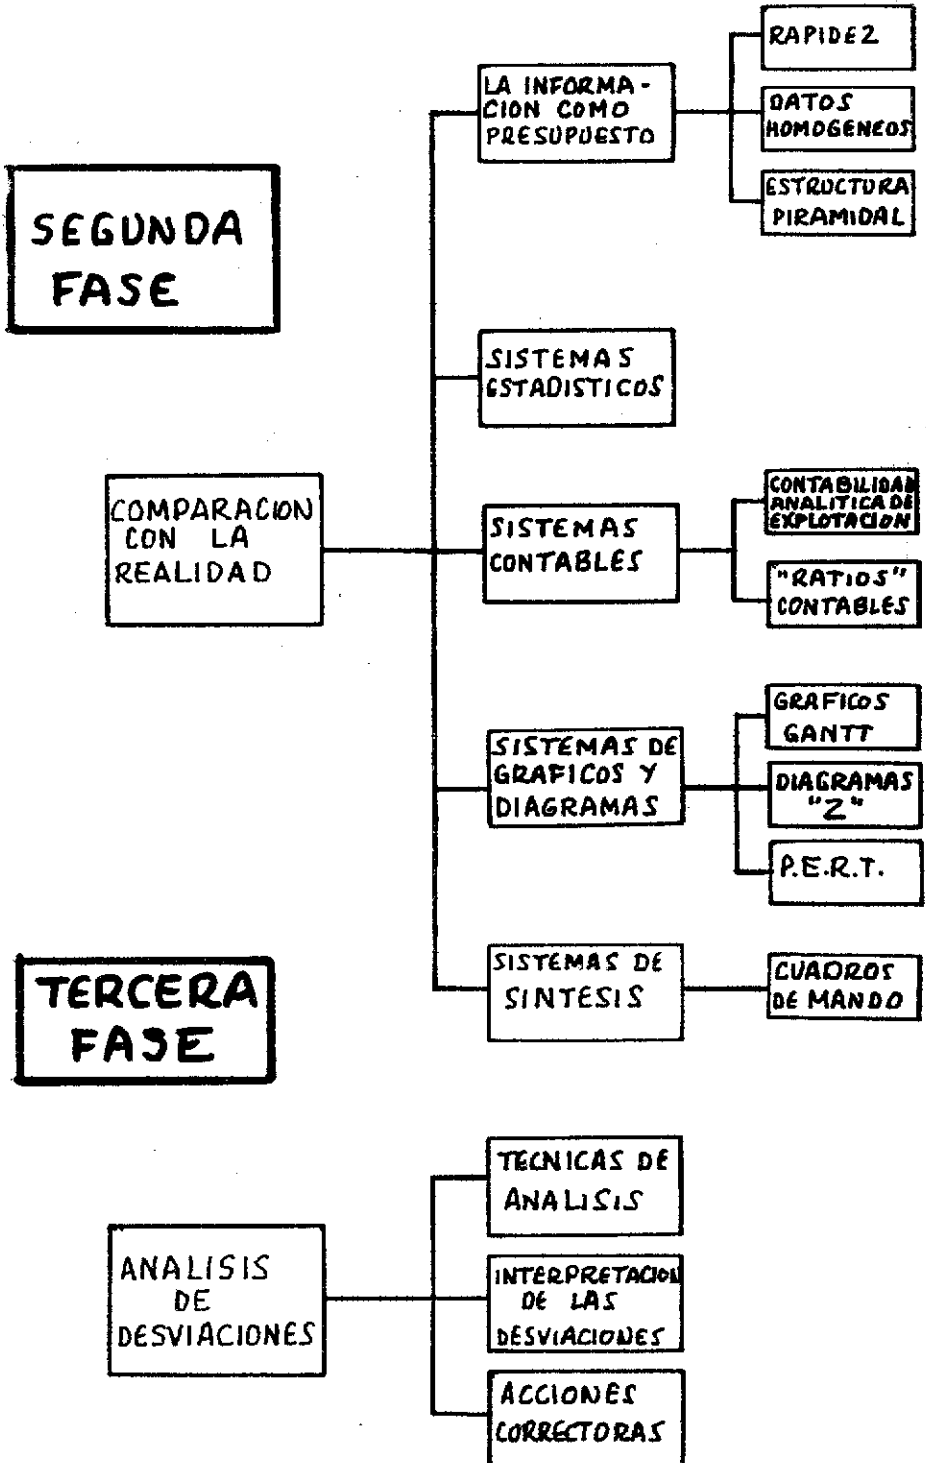 RAPIDEZ
LA INFORMA-
CION COMO
PRESUPUESTO
DATOS
HOMOGENEOS
ESTRUCTURA
PIRAMIDAL
SEGUNDA
FASE
SISTEMAS
ESTADISTICOS
COMPARACION
CON LA
REALIDAD
SISTEMAS
CONTABLES
CONTABILIDAD
ANALITICA DE
EXPLOTACION
"RATIOS"
CONTABLES
GRAFICOS
GANTT
SISTEMAS DE
GRAFICOS Y
DIAGRAMAS
DIAGRAMAS
"Z"
P.E.R.T.
SISTEMAS DE
SINTESIS
CUADROS
DE MANDO
TERCERA
FASE
TECNICAS DE
ANALISIS
ANALISIS
DE
DESVIACIONES
INTERPRETACION
DE LAS
DESVIACIONES
ACCIONES
CORRECTORAS